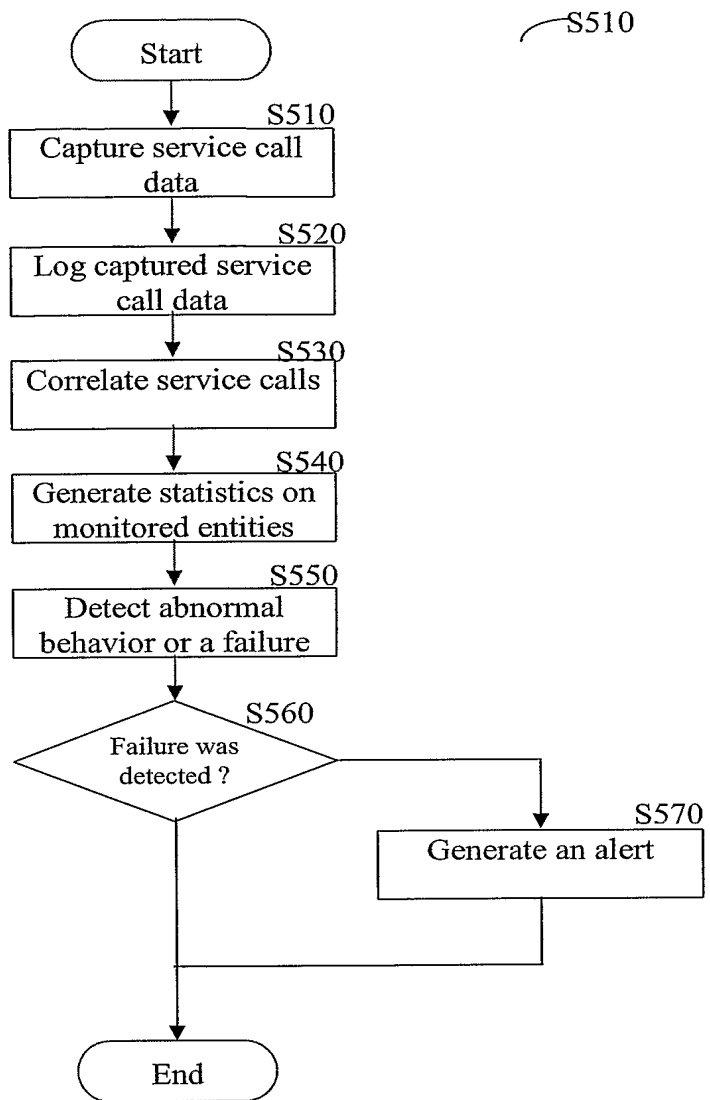 S510
Start
S510
Capture service call
data
S520
Log captured service
call data
S530
Correlate service calls
S540
Generate statistics on
monitored entities
S550
Detect abnormal
behavior or a failure
S560
Failure was
detected ?
S570
Generate an alert
End